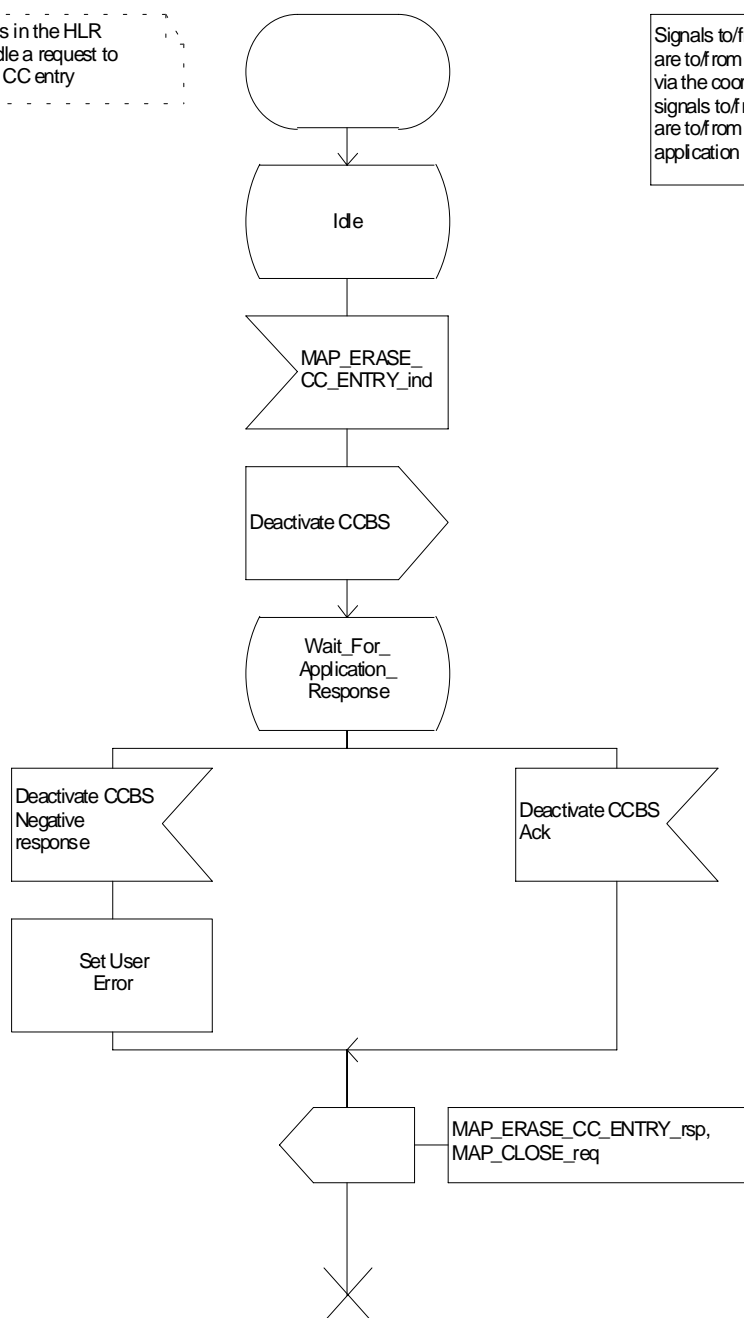 s in the HLR
dle a request to
CC entry
Signals to/f
are to/from
via the coor
signals to/f
are to/from
application
Idle
MAP_ERASE_
CC_ENTRY_ind
Deactivate CCBS
Wait_For_
Application_
Response
Deactivate CCBS
Negative
response
Deactivate CCBS
Ack
Set User
Error
MAP_ERASE_CC_ENTRY_rsp,
MAP_CLOSE_req